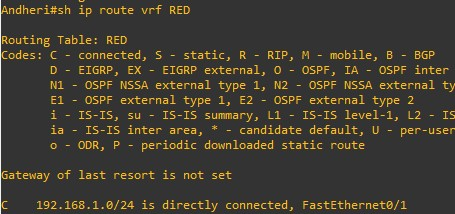 Andheri#sh ip route vrf RED
Routing Table: RED
Codes: C - connected, S - static, R - RIP, M - mobile, B - BGP
D - EIGRP, EX - EIGRP external, O - OSPF, IA - OSPF inter
N1 - OSPF NSSA external type 1, N2 - OSPF NSSA external ty
E1 - OSPF external type 1, E2 - OSPF external type 2
i - IS-IS, su - IS-IS summary, L1 - IS-IS level-1, L2 - IS
ia - IS-IS inter area, * - candidate default, U - per-user
o - ODR, P - periodic downloaded static route
Gateway of last resort is not set
C 192.168.1.0/24 is directly connected, FastEthernet0/1